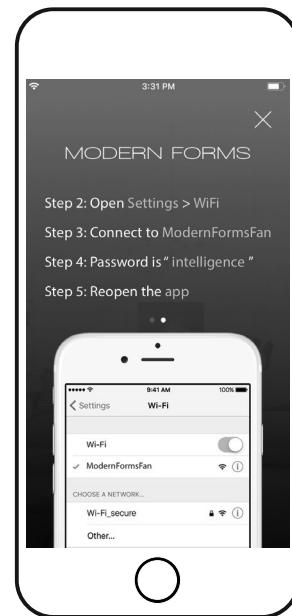 3:31 PM
MODERN FORMS
Step 2: Open Settings > WiFi
Step 3: Connect to ModernFormsFan
Step 4: Password is “ intelligence ”
Step 5: Reopen the app
9:41 AM 100%
Settings Wi-Fi
Wi-Fi
ModernFormsFan
CHOOSE A NETWORK...
Wi-Fi_secure
Other...